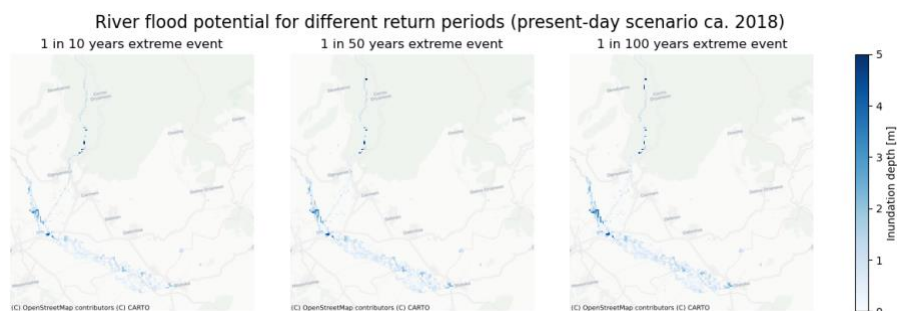 River flood potential for different return periods (present-day scenario ca. 2018)
1 in 10 years extreme event
1 in 50 years extreme event
1 in 100 years extreme event
5
4
3
2
1
0
Inundation depth [m]
(C) OpenStreetMap contributors (C) CARTO
(C) OpenStreetMap contributors (C) CARTO
(C) OpenStreetMap contributors (C) CARTO